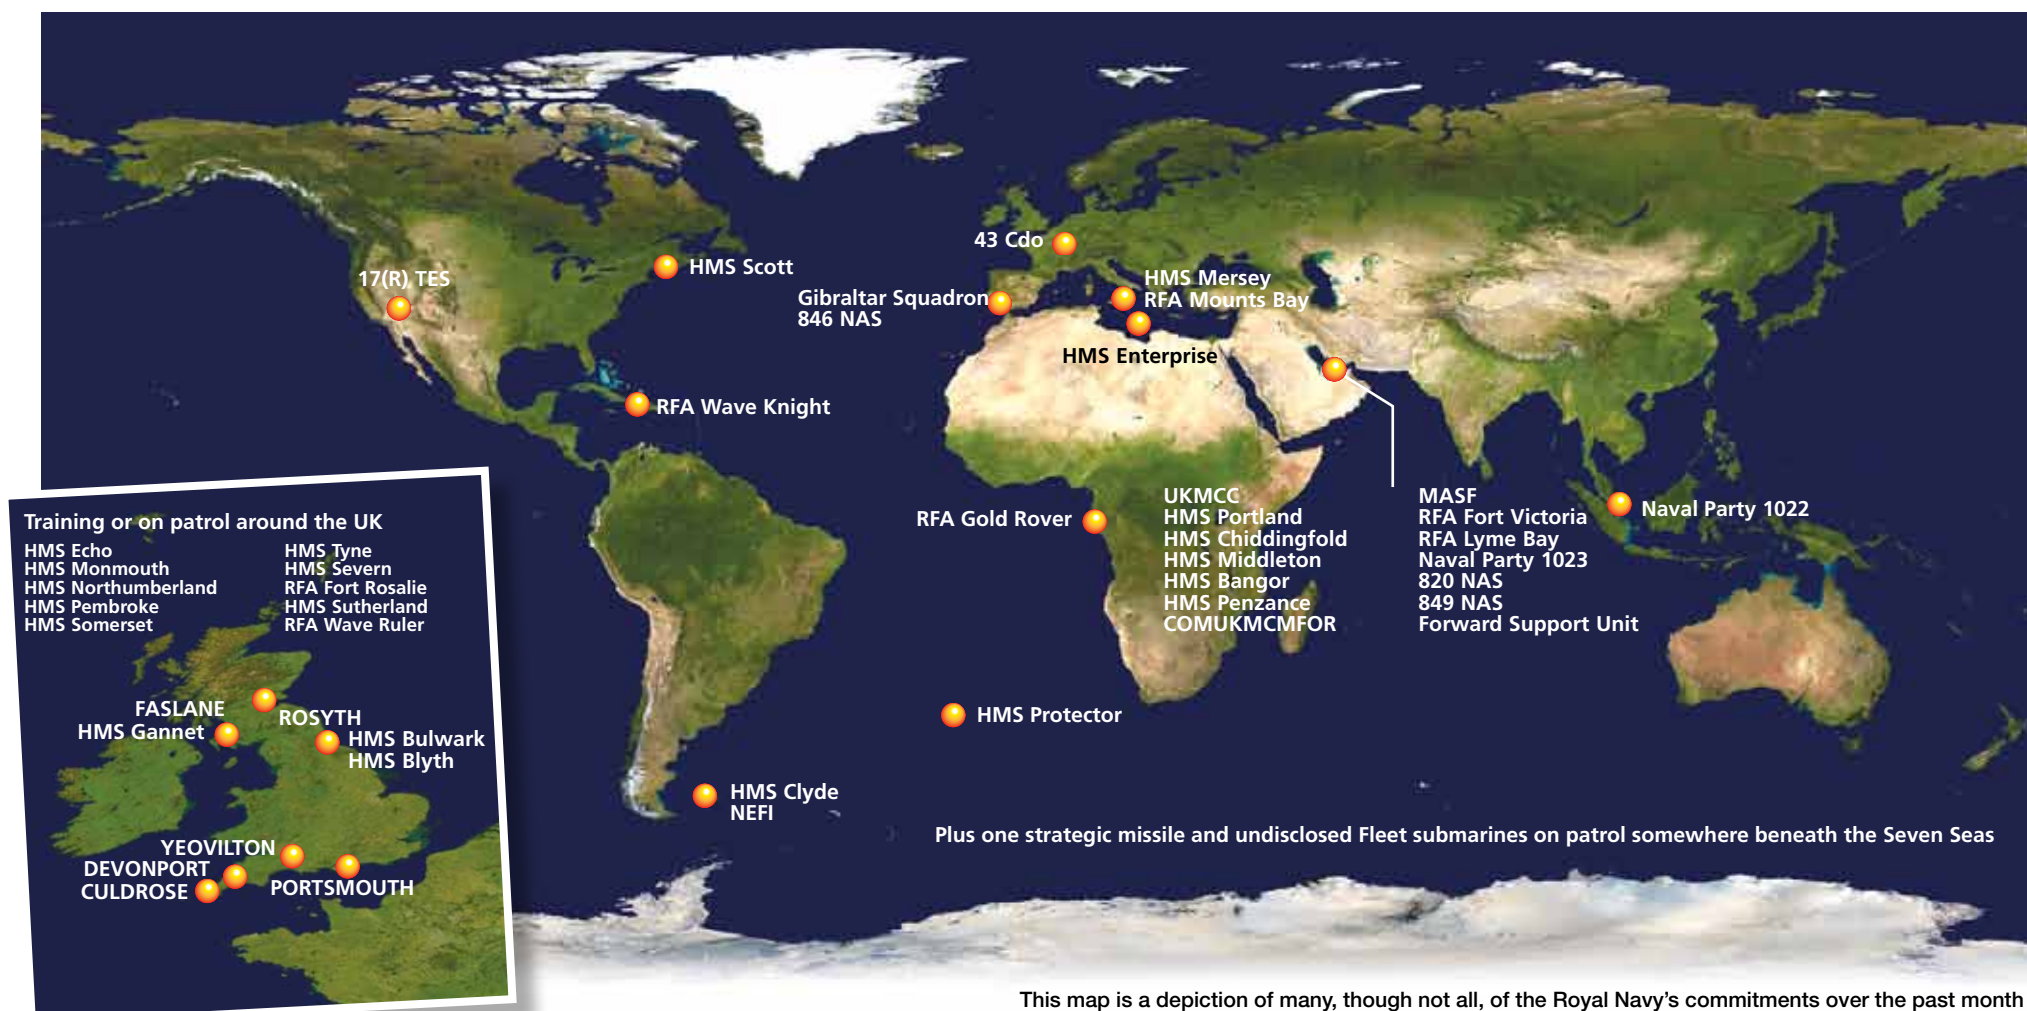 17(R) TES
HMS Scott
43 Cdo
Gibraltar Squadron
846 NAS
HMS Mersey
RFA Mounts Bay
HMS Enterprise
RFA Wave Knight
RFA Gold Rover
UKMCC
HMS Portland
HMS Chiddingfold
HMS Middleton
HMS Bangor
HMS Penzance
COMUKMCMFOR
MASF
RFA Fort Victoria
RFA Lyme Bay
Naval Party 1023
820 NAS
849 NAS
Forward Support Unit
Naval Party 1022
HMS Protector
HMS Clyde
NEFI
Training or on patrol around the UK
HMS Echo
HMS Monmouth
HMS Northumberland
HMS Pembroke
HMS Somerset
HMS Tyne
HMS Severn
RFA Fort Rosalie
HMS Sutherland
RFA Wave Ruler
FASLANE
HMS Gannet
ROSYTH
HMS Bulwark
HMS Blyth
YEOVILTON
DEVONPORT
CULDROSE
PORTSMOUTH
Plus one strategic missile and undisclosed Fleet submarines on patrol somewhere beneath the Seven Seas
This map is a depiction of many, though not all, of the Royal Navy’s commitments over the past month